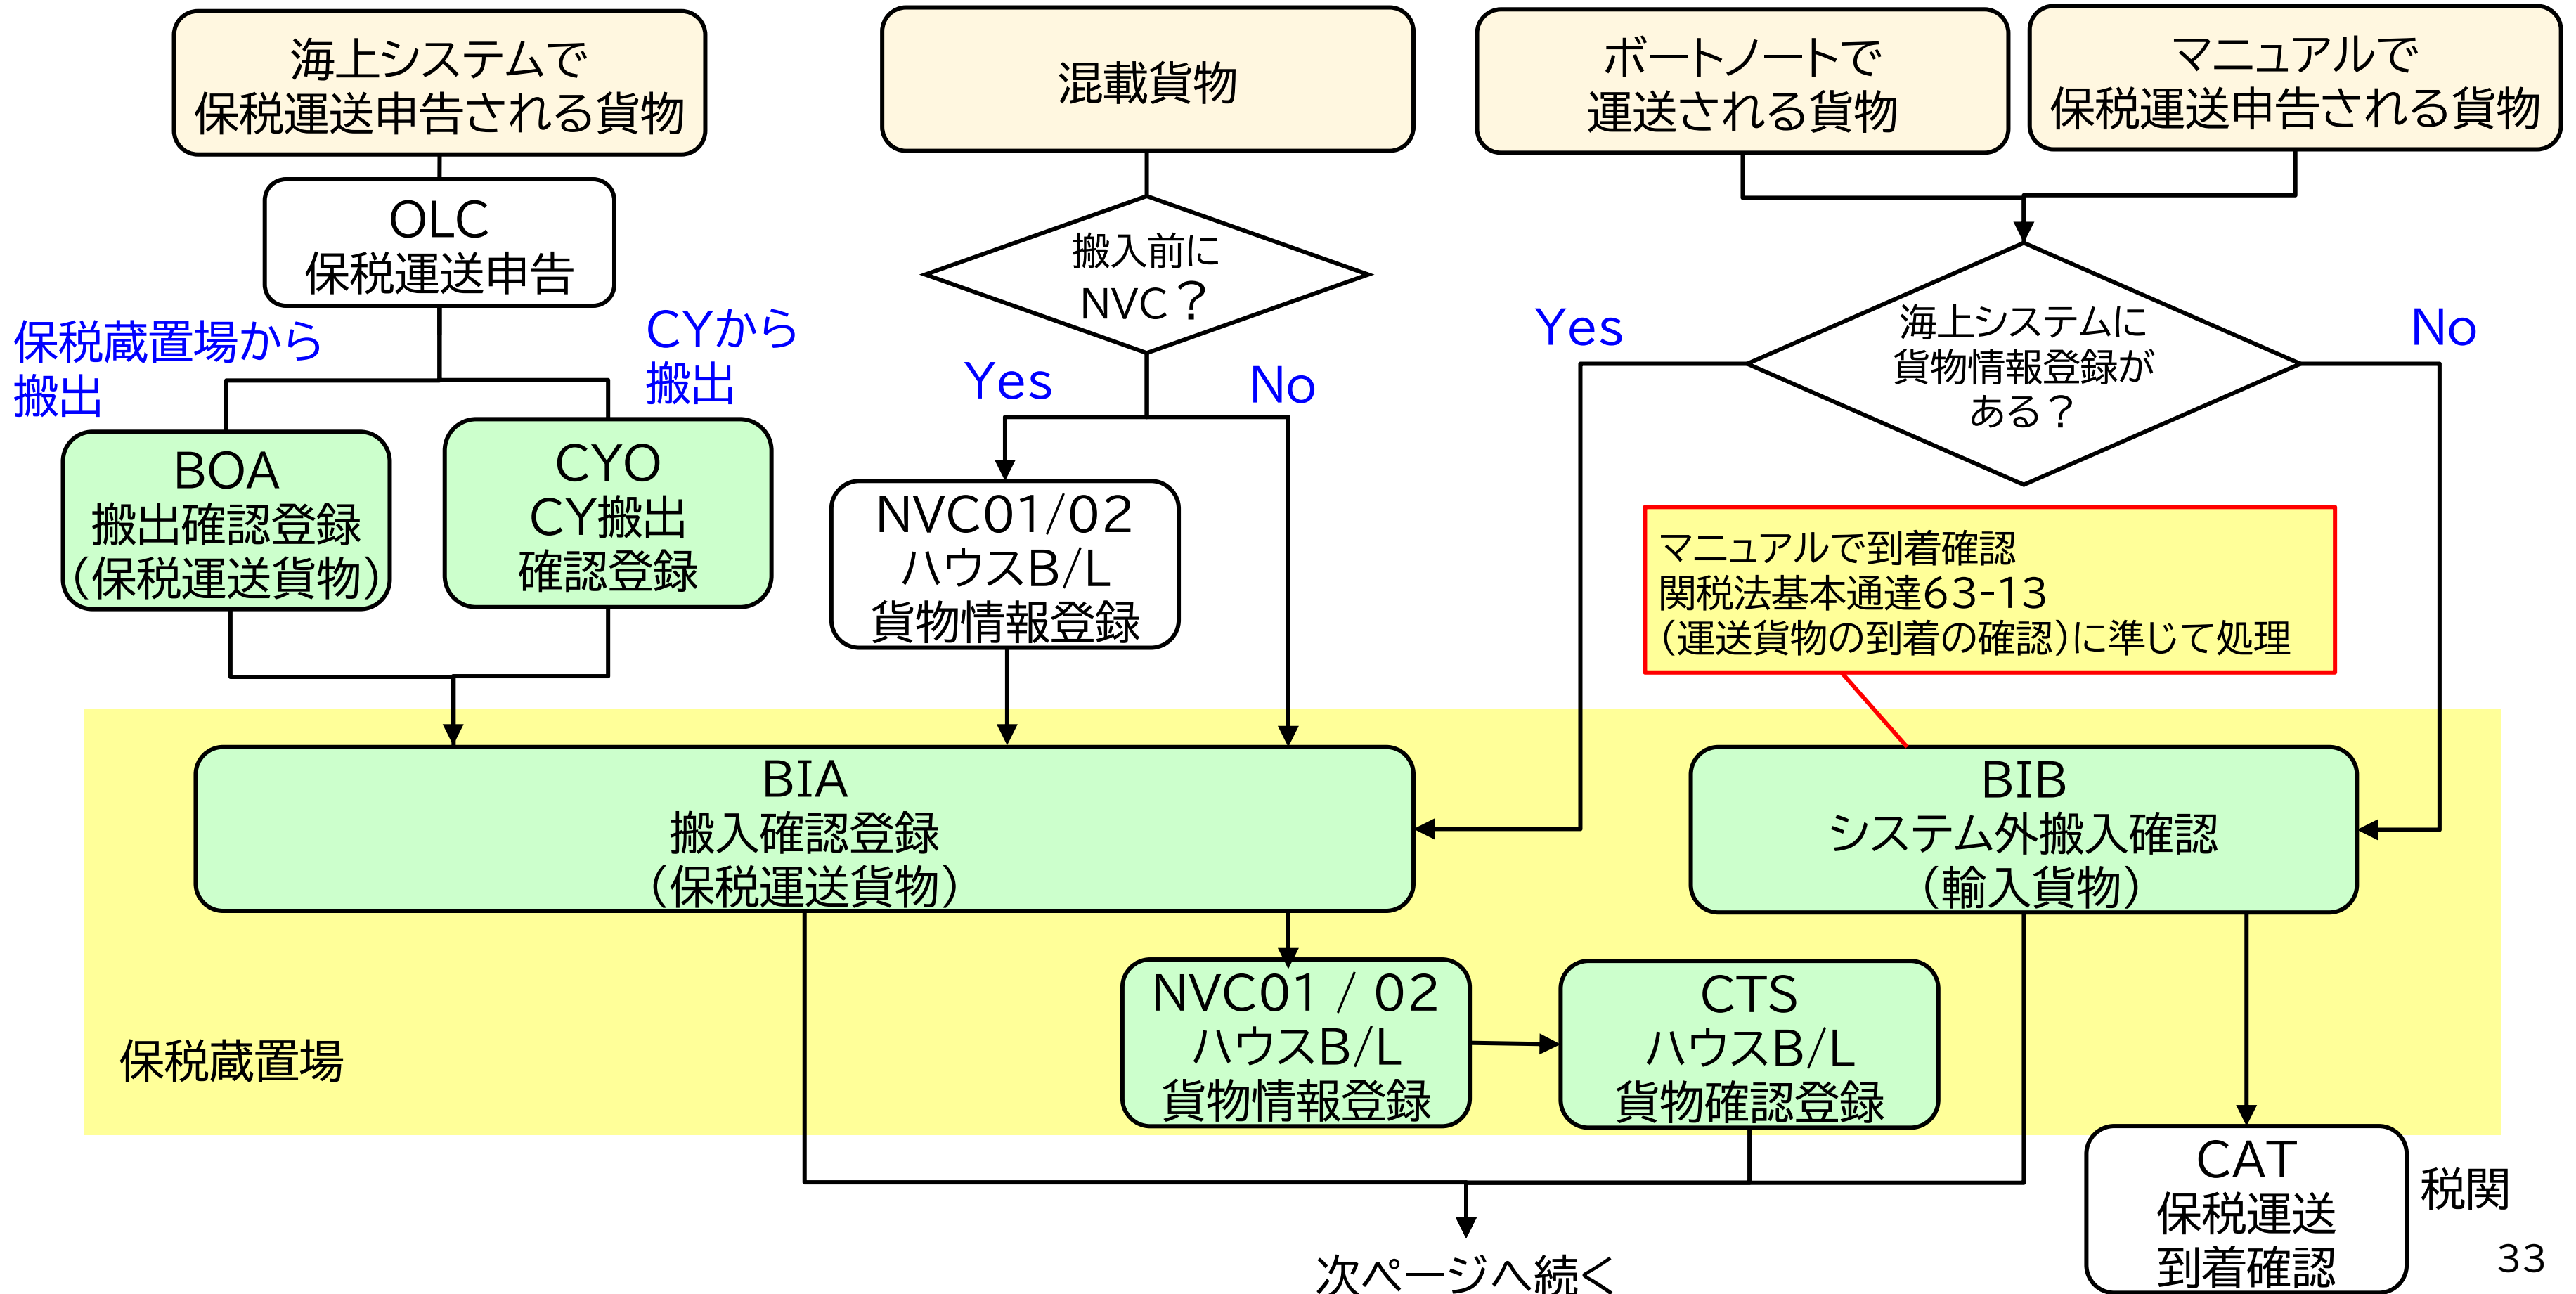 海上システムで
保税運送申告される貨物
混載貨物
ボートノートで
運送される貨物
マニュアルで
保税運送申告される貨物
OLC
保税運送申告
搬入前に
NVC？
海上システムに
貨物情報登録が
ある？
保税蔵置場から
搬出
CYから
搬出
Yes
No
Yes
No
BOA
搬出確認登録
（保税運送貨物）
CYO
CY搬出
確認登録
NVC01/02
ハウスB/L
貨物情報登録
マニュアルで到着確認
関税法基本通達63-13
（運送貨物の到着の確認）に準じて処理
BIA
搬入確認登録
（保税運送貨物）
BIB
システム外搬入確認
（輸入貨物）
NVC01 / 02
ハウスB/L
貨物情報登録
CTS
ハウスB/L
貨物確認登録
保税蔵置場
CAT
保税運送
到着確認
税関
次ページへ続く
33